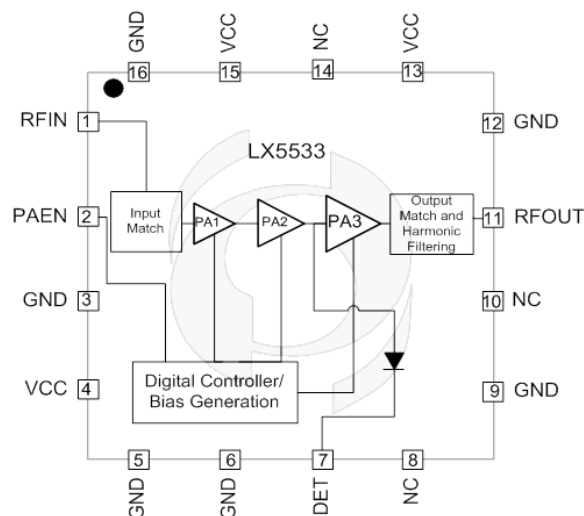 GND
VCC
NC
VCC
16
15
14
13
RFIN 1
12 GND
LX5533
PAEN 2
Input
Match
PA1
PA2
PA3
Output
Match and
Harmonic
Filtering
11 RFOUT
GND 3
10 NC
VCC 4
Digital Controller/
Bias Generation
9 GND
5
6
7
8
GND
GND
DET
NC